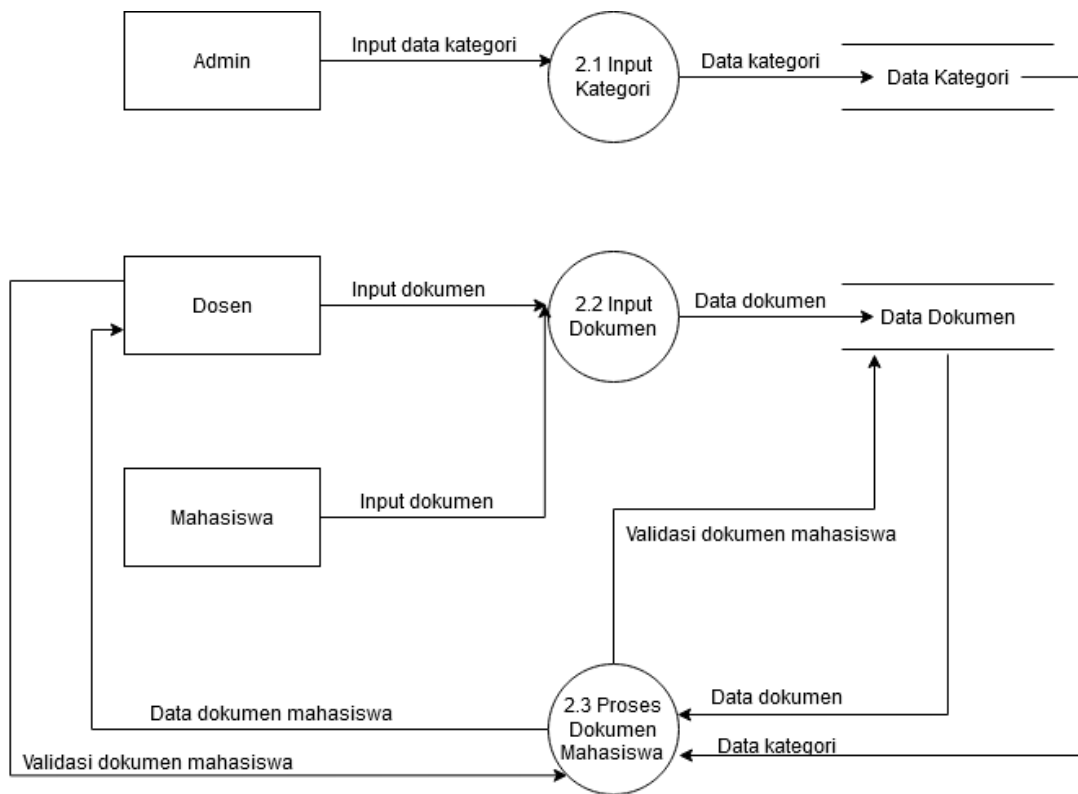 Admin
Input data kategori
2.1 Input
Kategori
Data kategori
Data Kategori
Dosen
Input dokumen
2.2 Input
Dokumen
Data dokumen
Data Dokumen
Mahasiswa
Input dokumen
Validasi dokumen mahasiswa
2.3 Proses
Dokumen
Mahasiswa
Data dokumen
Data dokumen mahasiswa
Data kategori
Validasi dokumen mahasiswa